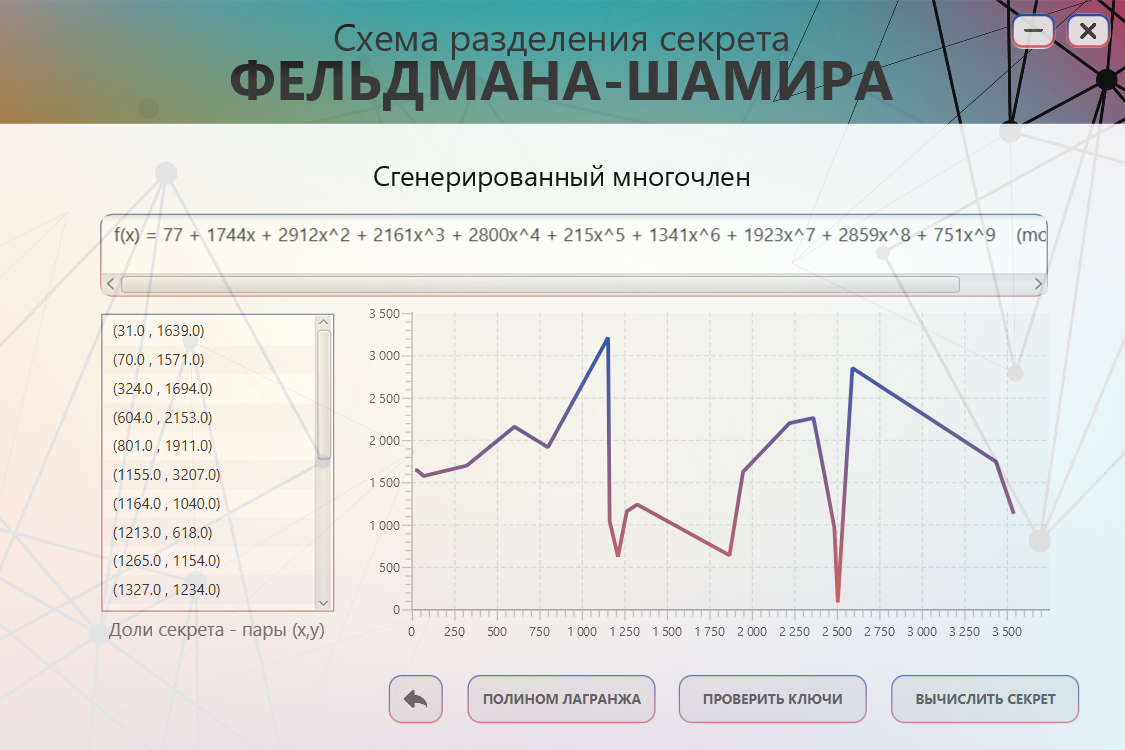 Схема разделения секрета
ФЕЛЬДМАНА-ШАМИРА
Сгенерированный многочлен
f(x) = 77 + 1744x + 2912x^2 + 2161x^3 + 2800x^4 + 215x^5 + 1341x^6 + 1923x^7 + 2859x^8 + 751x^9 (mo
(31.0 , 1639.0)
(70.0 , 1571.0)
(324.0 , 1694.0)
(604.0 , 2153.0)
(801.0 , 1911.0)
(1155.0 , 3207.0)
(1164.0 , 1040.0)
(1213.0 , 618.0)
(1265.0 , 1154.0)
(1327.0 , 1234.0)
Доли секрета - пары (x,y)
3 500
3 000
2 500
2 000
1 500
1 000
500
0
0 250 500 750 1 000 1 250 1 500 1 750 2 000 2 250 2 500 2 750 3 000 3 250 3 500
ПОЛИНОМ ЛАГРАНЖА
ПРОВЕРИТЬ КЛЮЧИ
ВЫЧИСЛИТЬ СЕКРЕТ